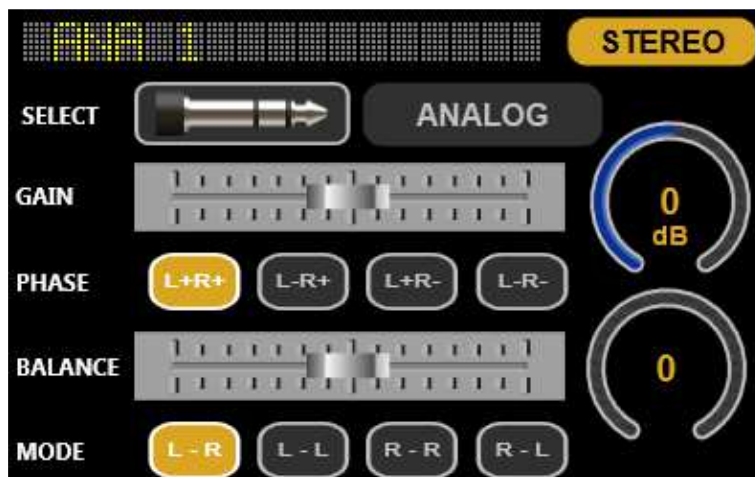 ANA 1 STEREO
SELECT ANALOG
GAIN
0
dB
PHASE L+R+ L-R+ L+R- L-R-
BALANCE 0
MODE L - R L - L R - R R - L